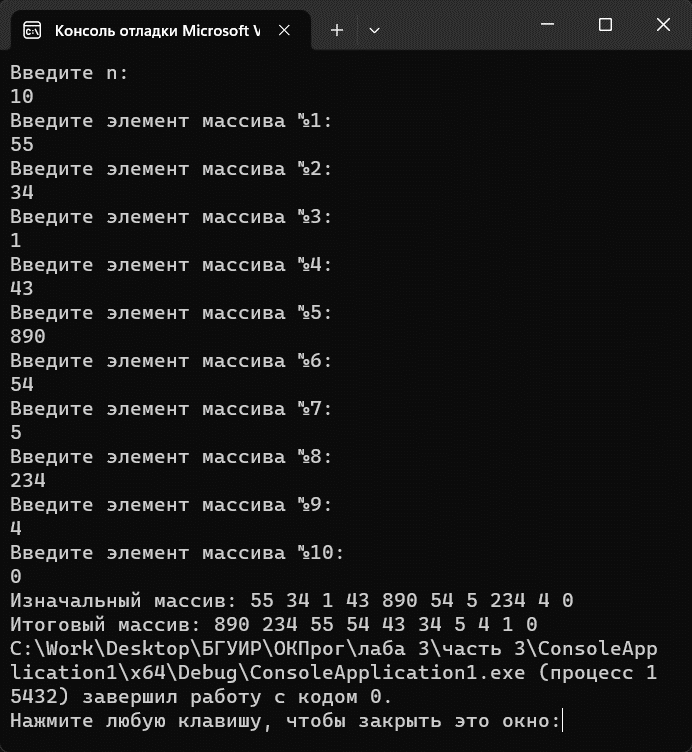 Консоль отладки Microsoft V
Введите n:
10
Введите элемент массива №1:
55
Введите элемент массива №2:
34
Введите элемент массива №3:
1
Введите элемент массива №4:
43
Введите элемент массива №5:
890
Введите элемент массива №6:
54
Введите элемент массива №7:
5
Введите элемент массива №8:
234
Введите элемент массива №9:
4
Введите элемент массива №10:
0
Изначальный массив: 55 34 1 43 890 54 5 234 4 0
Итоговый массив: 890 234 55 54 43 34 5 4 1 0
C:\Work\Desktop\БГУИР\ОКПрог\лаба 3\часть 3\ConsoleApp
lication1\x64\Debug\ConsoleApplication1.exe (процесс 1
5432) завершил работу с кодом 0.
Нажмите любую клавишу, чтобы закрыть это окно: